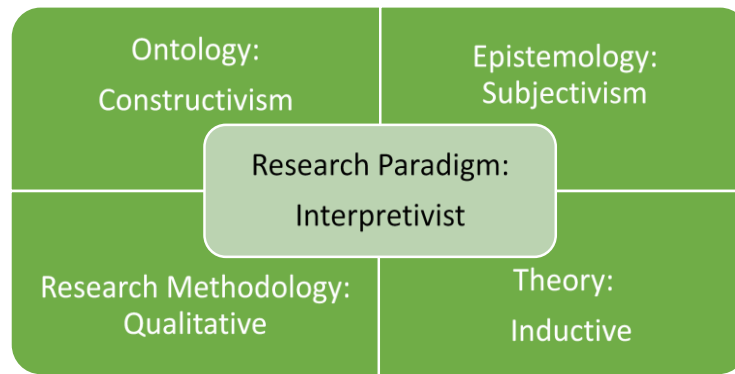 Ontology:
Constructivism
Epistemology:
Subjectivism
Research Paradigm:
Interpretivist
Research Methodology:
Qualitative
Theory:
Inductive